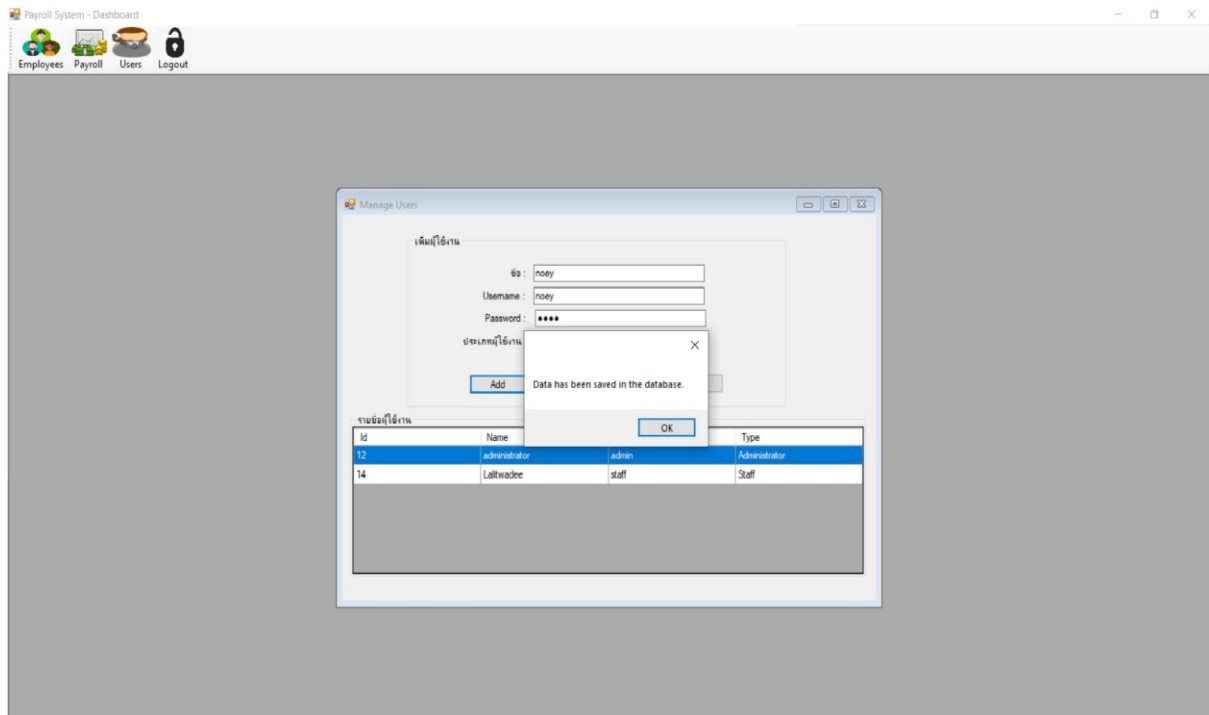 Payroll System - Dashboard
Employees Payroll Users Logout
Manage Users
เพิ่มผู้ใช้งาน
ชื่อ : noey
Username : noey
Password : ••••
ประเภทผู้ใช้งาน
Add
Data has been saved in the database.
OK
รายชื่อผู้ใช้งาน
Id Name Type
12 administrator admin Administrator
14 Lalitwadee staff Staff